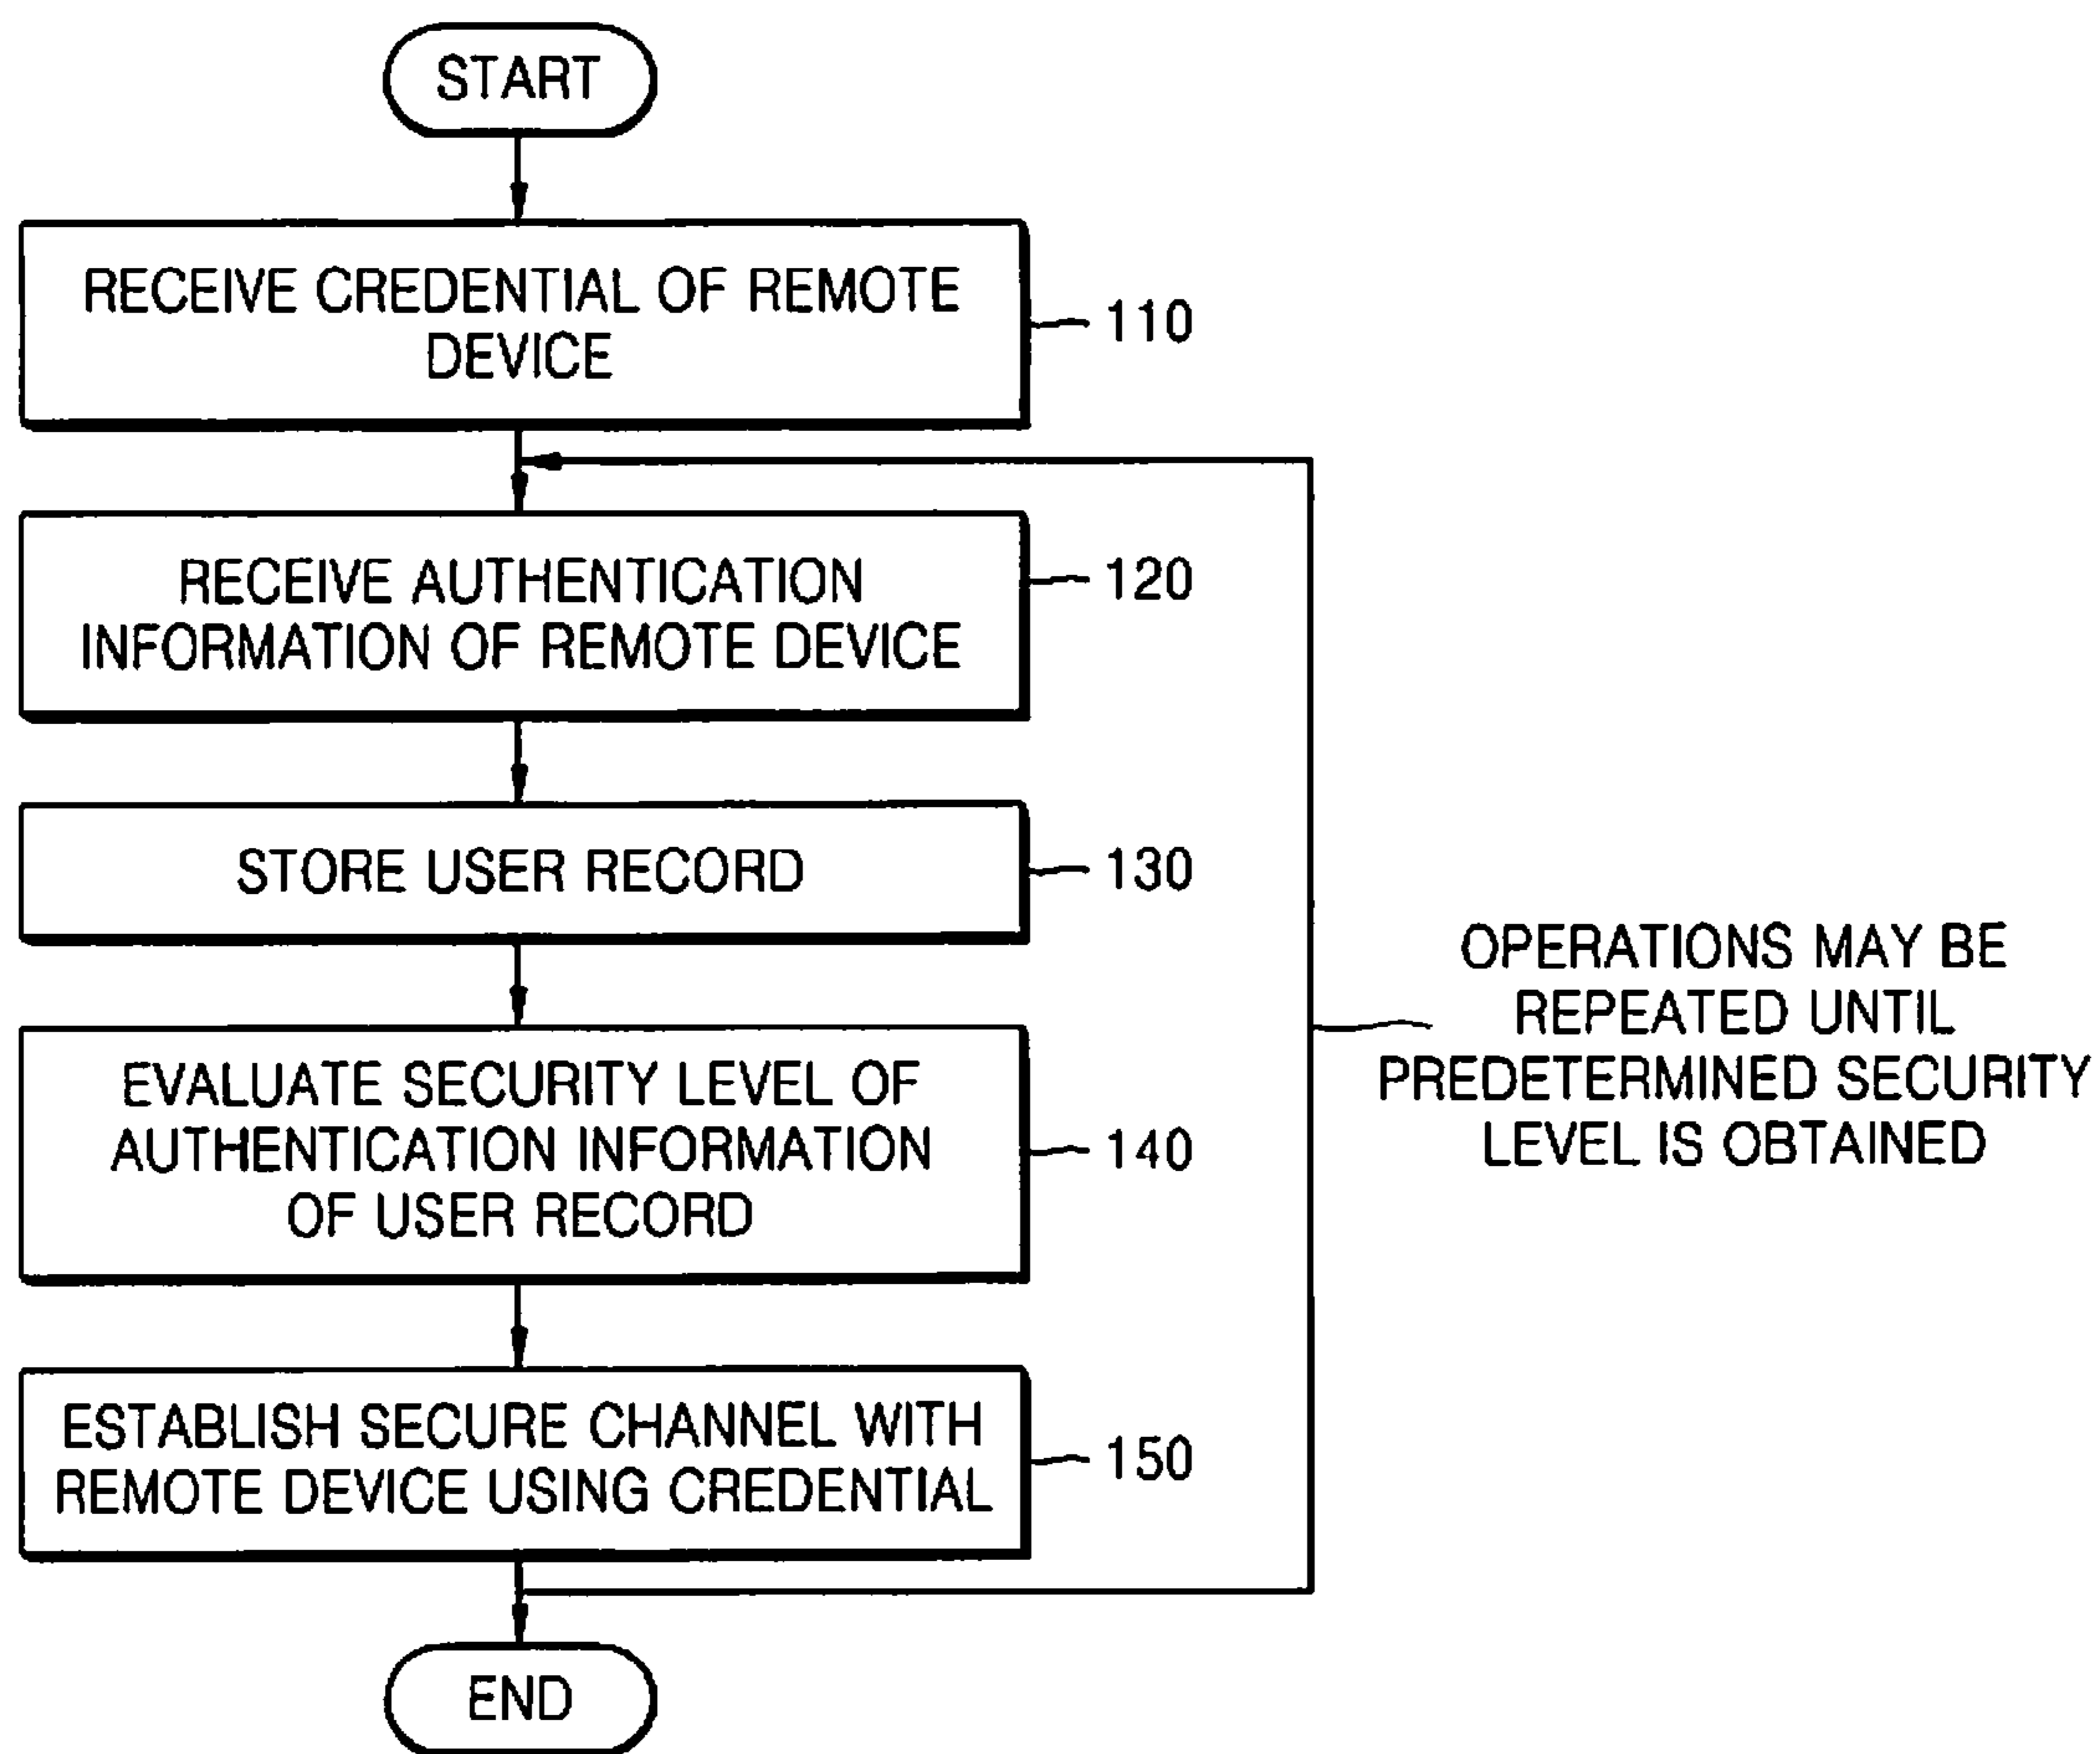 START
RECEIVE CREDENTIAL OF REMOTE
DEVICE
110
RECEIVE AUTHENTICATION
INFORMATION OF REMOTE DEVICE
120
STORE USER RECORD
130
EVALUATE SECURITY LEVEL OF
AUTHENTICATION INFORMATION
OF USER RECORD
140
OPERATIONS MAY BE
REPEATED UNTIL
PREDETERMINED SECURITY
LEVEL IS OBTAINED
ESTABLISH SECURE CHANNEL WITH
REMOTE DEVICE USING CREDENTIAL
150
END